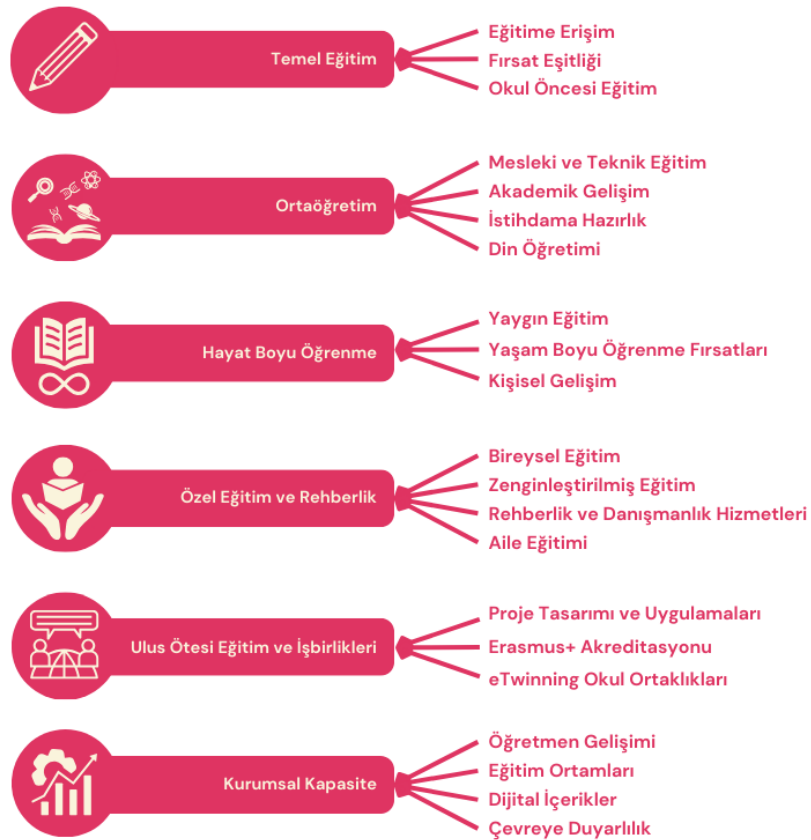 Temel Eğitim
Eğitime Erişim
Fırsat Eşitliği
Okul Öncesi Eğitim
Ortaöğretim
Mesleki ve Teknik Eğitim
Akademik Gelişim
İstihdama Hazırlık
Din Öğretimi
Hayat Boyu Öğrenme
Yaygın Eğitim
Yaşam Boyu Öğrenme Fırsatları
Kişisel Gelişim
Özel Eğitim ve Rehberlik
Bireysel Eğitim
Zenginleştirilmiş Eğitim
Rehberlik ve Danışmanlık Hizmetleri
Aile Eğitimi
Ulus Ötesi Eğitim ve İşbirlikleri
Proje Tasarımı ve Uygulamaları
Erasmus+ Akreditasyonu
eTwinning Okul Ortaklıkları
Kurumsal Kapasite
Öğretmen Gelişimi
Eğitim Ortamları
Dijital İçerikler
Çevreye Duyarlılık